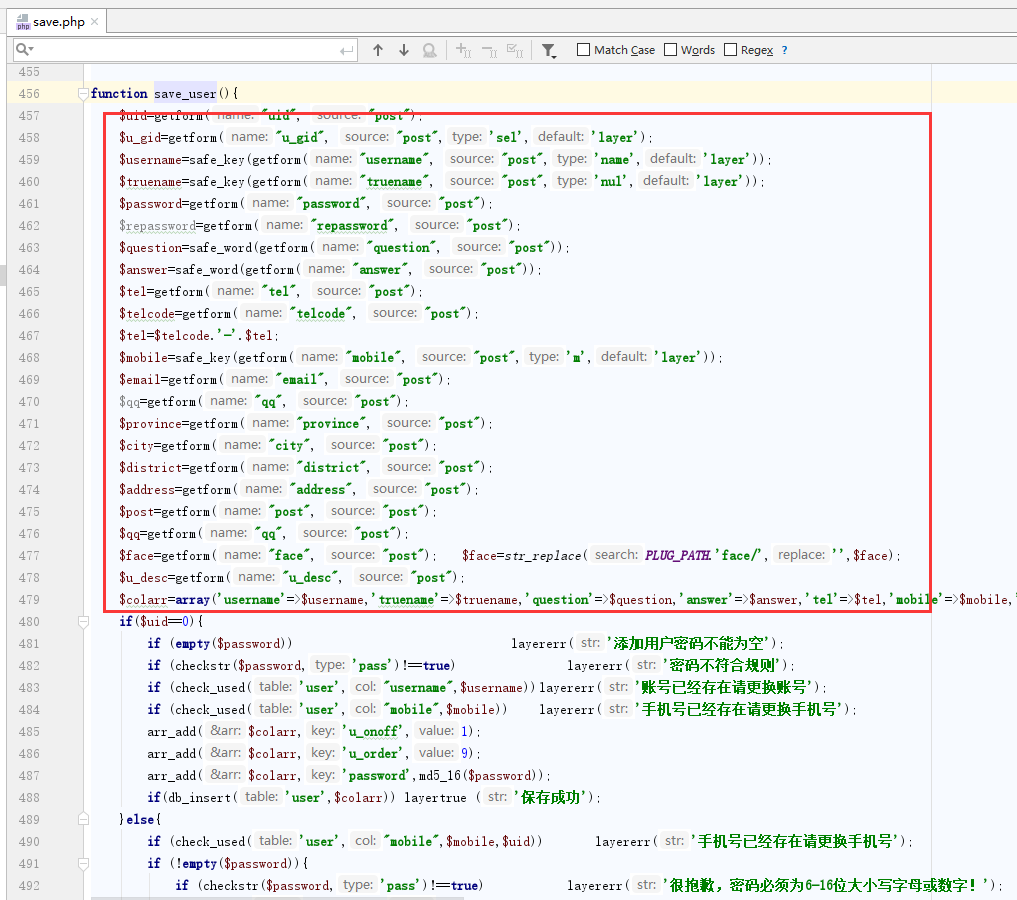 save.php
Match Case Words Regex ?
455
456 function save_user(){
457 $uid=getform( name: "uid", source: "post");
458 $u_gid=getform( name: "u_gid", source: "post", type: 'sel', default: 'layer');
459 $username=safe_key(getform( name: "username", source: "post", type: 'name', default: 'layer'));
460 $truename=safe_key(getform( name: "truename", source: "post", type: 'nul', default: 'layer'));
461 $password=getform( name: "password", source: "post");
462 $repassword=getform( name: "repassword", source: "post");
463 $question=safe_word(getform( name: "question", source: "post"));
464 $answer=safe_word(getform( name: "answer", source: "post"));
465 $tel=getform( name: "tel", source: "post");
466 $telcode=getform( name: "telcode", source: "post");
467 $tel=$telcode.'-'.$tel;
468 $mobile=safe_key(getform( name: "mobile", source: "post", type: 'm', default: 'layer'));
469 $email=getform( name: "email", source: "post");
470 $qq=getform( name: "qq", source: "post");
471 $province=getform( name: "province", source: "post");
472 $city=getform( name: "city", source: "post");
473 $district=getform( name: "district", source: "post");
474 $address=getform( name: "address", source: "post");
475 $post=getform( name: "post", source: "post");
476 $qq=getform( name: "qq", source: "post");
477 $face=getform( name: "face", source: "post"); $face=str_replace( search: PLUG_PATH.'face/', replace: '',$face);
478 $u_desc=getform( name: "u_desc", source: "post");
479 $colarr=array('username'=>$username,'truename'=>$truename,'question'=>$question,'answer'=>$answer,'tel'=>$tel,'mobile'=>$mobile,'
480 if($uid==0){
481 if (empty($password)) layererr( str: '添加用户密码不能为空');
482 if (checkstr($password, type: 'pass')!==true) layererr( str: '密码不符合规则');
483 if (check_used( table: 'user', col: "username",$username)) layererr( str: '账号已经存在请更换账号');
484 if (check_used( table: 'user', col: "mobile",$mobile)) layererr( str: '手机号已经存在请更换手机号');
485 arr_add( &arr: $colarr, key: 'u_onoff', value: 1);
486 arr_add( &arr: $colarr, key: 'u_order', value: 9);
487 arr_add( &arr: $colarr, key: 'password',md5_16($password));
488 if(db_insert( table: 'user',$colarr)) layertrue ( str: '保存成功');
489 }else{
490 if (check_used( table: 'user', col: "mobile",$mobile,$uid)) layererr( str: '手机号已经存在请更换手机号');
491 if (!empty($password)){
492 if (checkstr($password, type: 'pass')!==true) layererr( str: '很抱歉，密码必须为6-16位大小写字母或数字！');